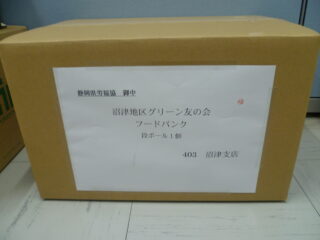 静岡県労福協　御中
沼津地区グリーン友の会
フードバンク
段ボール１個
403　沼津支店